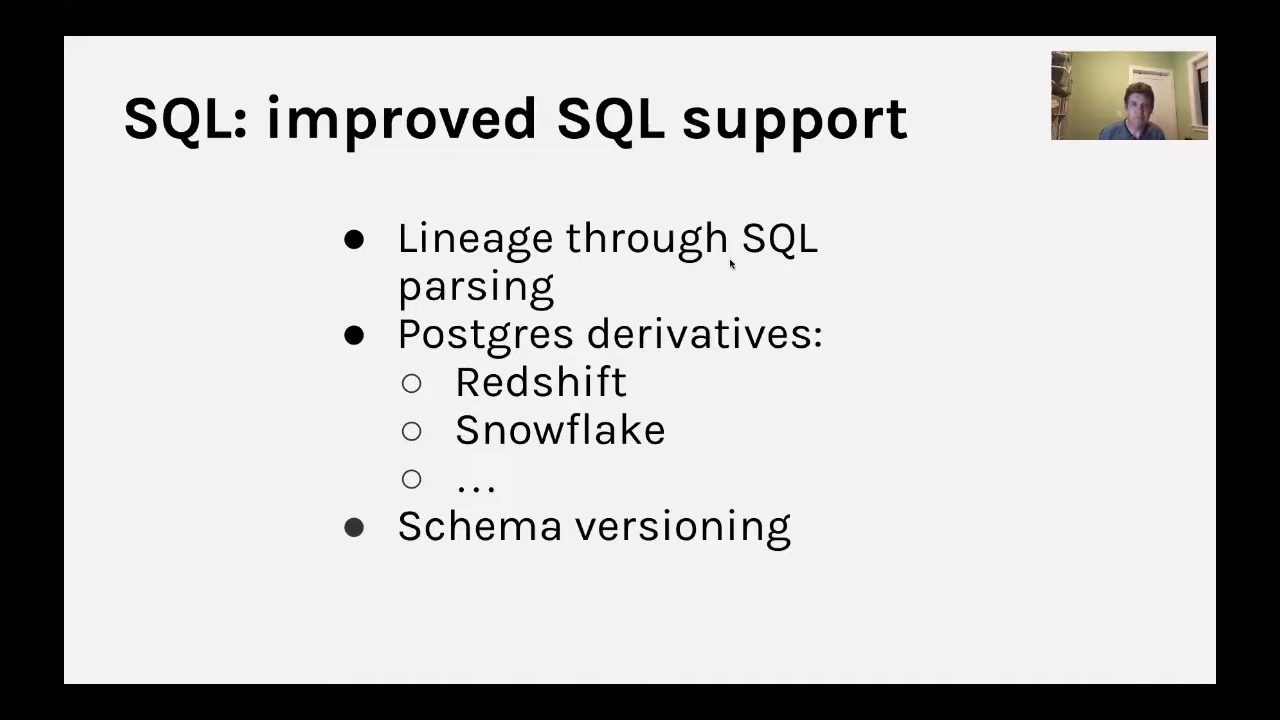 SQL: improved SQL support
● Lineage through SQL
parsing
● Postgres derivatives:
○ Redshift
○ Snowflake
○ ...
● Schema versioning